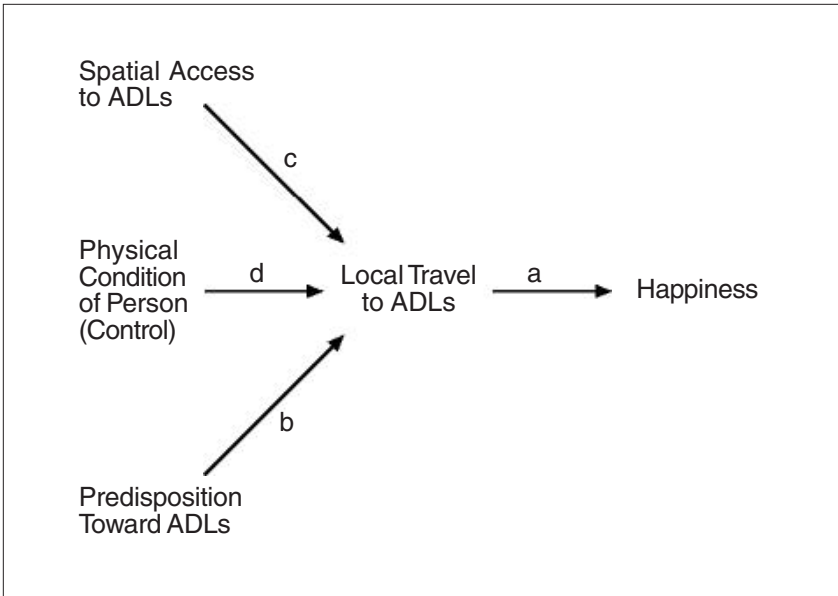 Spatial Access
to ADLs
c
Physical
Condition
of Person
(Control)
d
Local Travel
to ADLs
a
Happiness
b
Predisposition
Toward ADLs